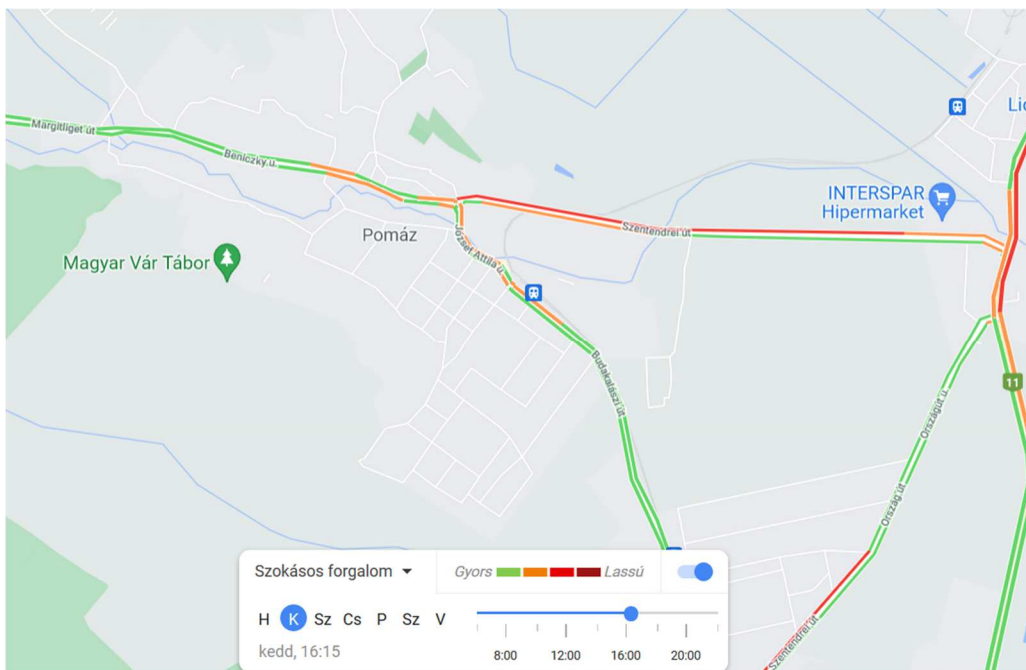 Margitliget út
Beniczky u.
Lid
INTERSPAR
Hipermarket
Szentendrei út
Pomáz
József Attila u.
Magyar Vár Tábor
Budakalászi út
11
Országút u.
Ország út
Szentendrei út
Szokásos forgalom
Gyors
Lassú
H K Sz Cs P Sz V
kedd, 16:15
8:00 12:00 16:00 20:00